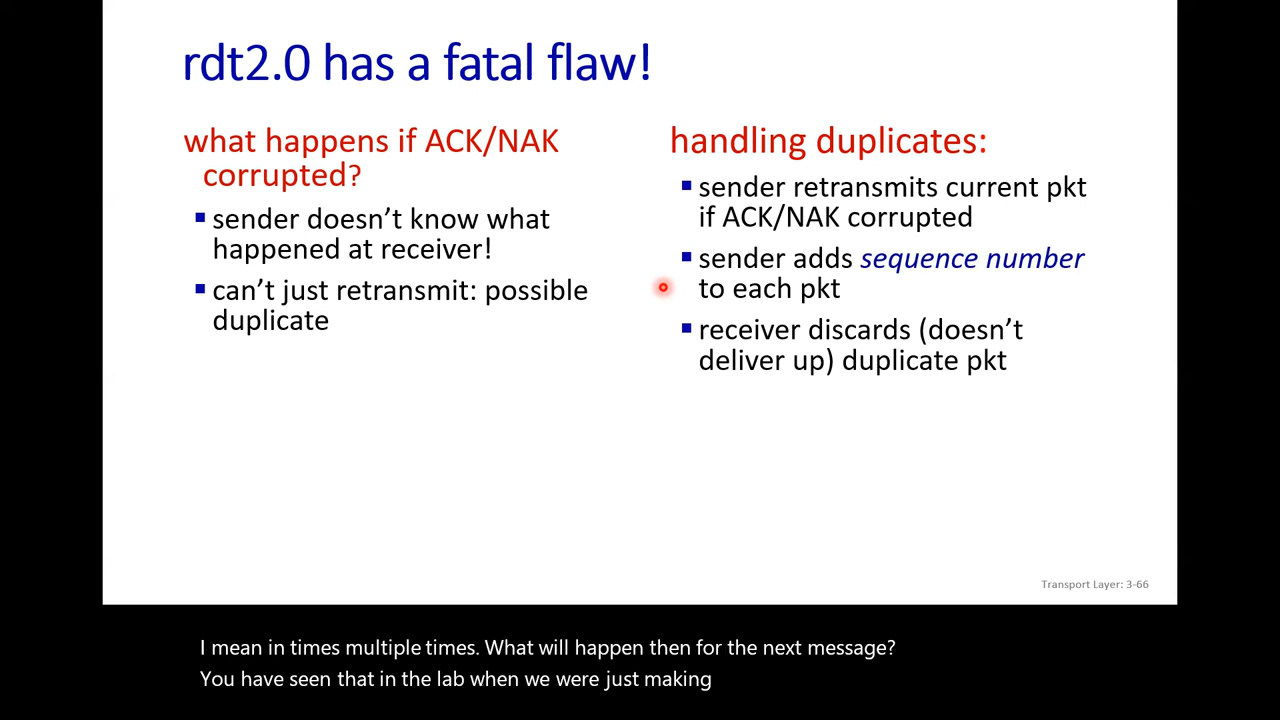 rdt2.0 has a fatal flaw!
what happens if ACK/NAK
corrupted?
sender doesn’t know what
happened at receiver!
can’t just retransmit: possible
duplicate
handling duplicates:
sender retransmits current pkt
if ACK/NAK corrupted
sender adds sequence number
to each pkt
receiver discards (doesn’t
deliver up) duplicate pkt
Transport Layer: 3-66
I mean in times multiple times. What will happen then for the next message?
You have seen that in the lab when we were just making